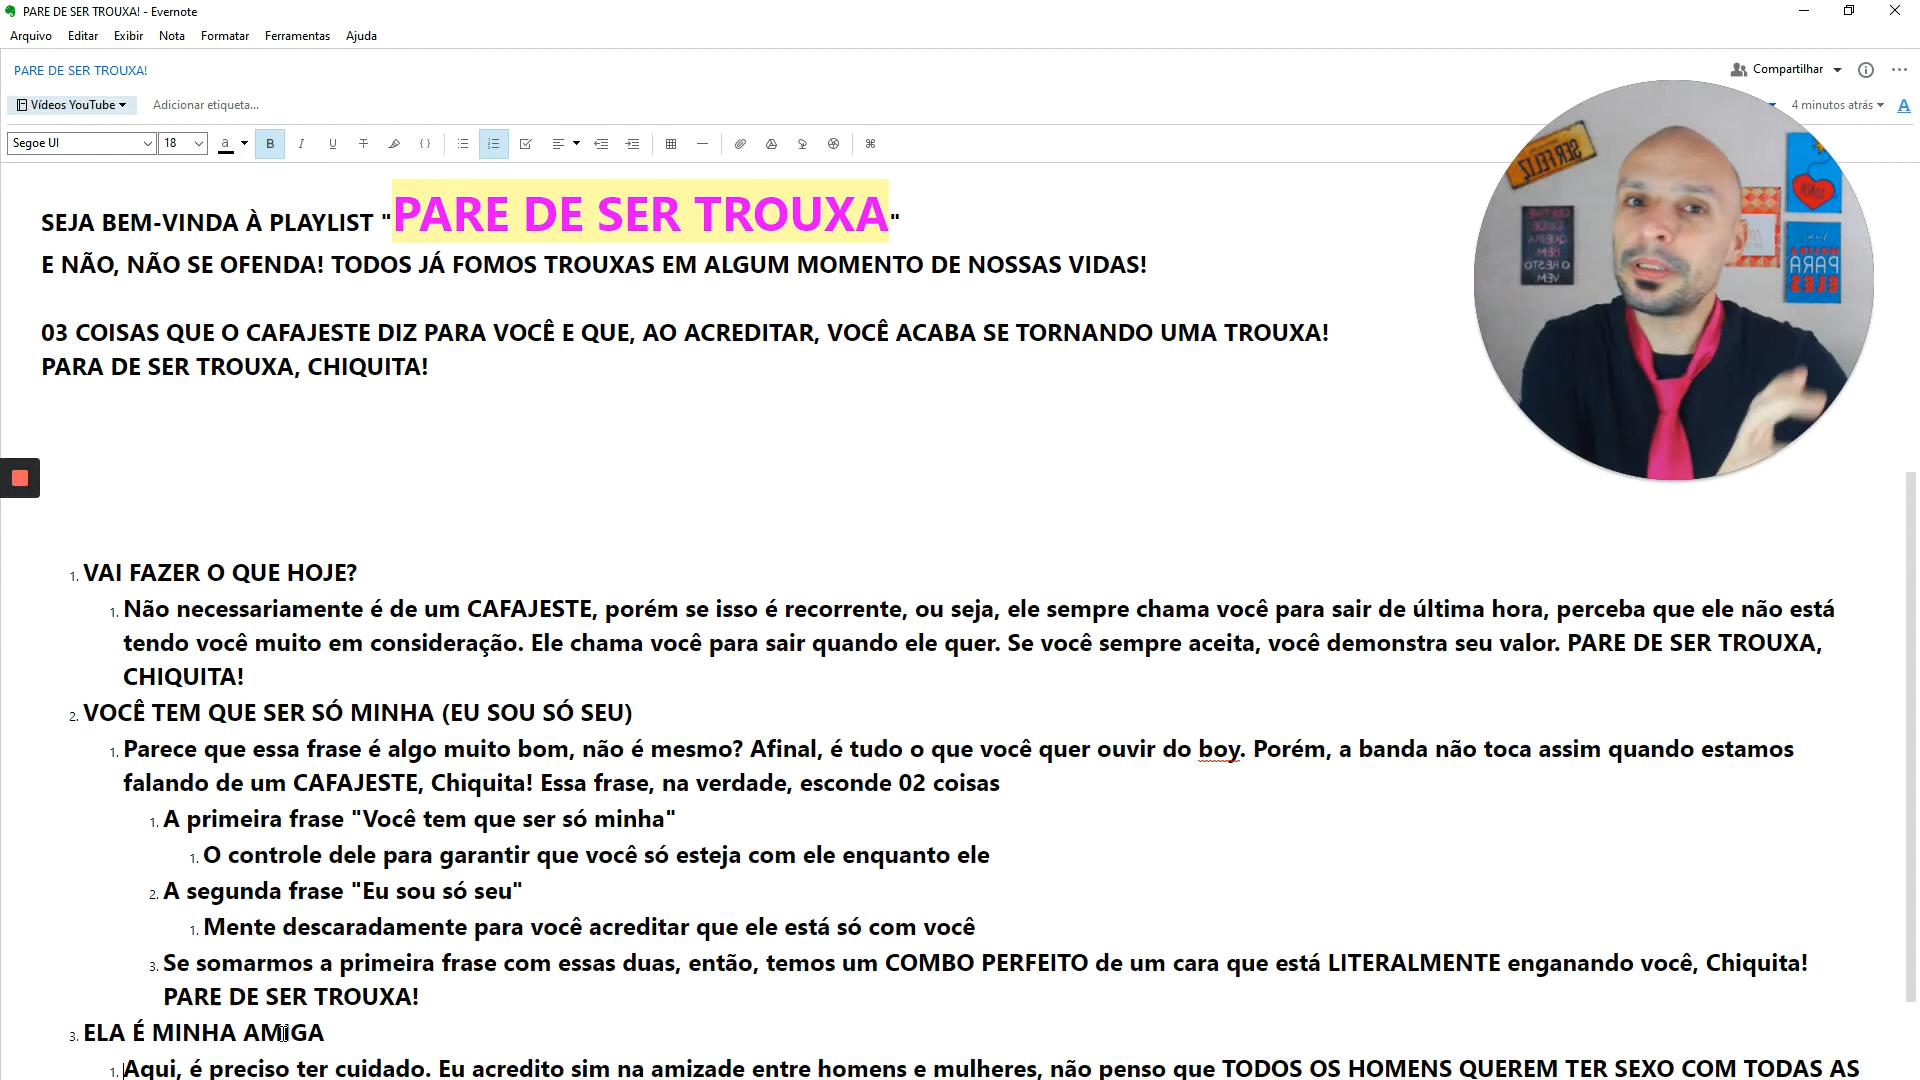 PARE DE SER TROUXA! - Evernote
Arquivo Editar Exibir Nota Formatar Ferramentas Ajuda
PARE DE SER TROUXA!
Compartilhar
Vídeos YouTube Adicionar etiqueta...
4 minutos atrás A
Segoe UI 18 a B I U T
SER FELIZ
SEJA BEM-VINDA À PLAYLIST "PARE DE SER TROUXA"
E NÃO, NÃO SE OFENDA! TODOS JÁ FOMOS TROUXAS EM ALGUM MOMENTO DE NOSSAS VIDAS!
O RESTO
VEM
PARA
ELES
03 COISAS QUE O CAFAJESTE DIZ PARA VOCÊ E QUE, AO ACREDITAR, VOCÊ ACABA SE TORNANDO UMA TROUXA!
PARA DE SER TROUXA, CHIQUITA!
1. VAI FAZER O QUE HOJE?
1. Não necessariamente é de um CAFAJESTE, porém se isso é recorrente, ou seja, ele sempre chama você para sair de última hora, perceba que ele não está
tendo você muito em consideração. Ele chama você para sair quando ele quer. Se você sempre aceita, você demonstra seu valor. PARE DE SER TROUXA,
CHIQUITA!
2. VOCÊ TEM QUE SER SÓ MINHA (EU SOU SÓ SEU)
1. Parece que essa frase é algo muito bom, não é mesmo? Afinal, é tudo o que você quer ouvir do boy. Porém, a banda não toca assim quando estamos
falando de um CAFAJESTE, Chiquita! Essa frase, na verdade, esconde 02 coisas
1. A primeira frase "Você tem que ser só minha"
1. O controle dele para garantir que você só esteja com ele enquanto ele
2. A segunda frase "Eu sou só seu"
1. Mente descaradamente para você acreditar que ele está só com você
3. Se somarmos a primeira frase com essas duas, então, temos um COMBO PERFEITO de um cara que está LITERALMENTE enganando você, Chiquita!
PARE DE SER TROUXA!
3. ELA É MINHA AMIGA
1. Aqui, é preciso ter cuidado. Eu acredito sim na amizade entre homens e mulheres, não penso que TODOS OS HOMENS QUEREM TER SEXO COM TODAS AS